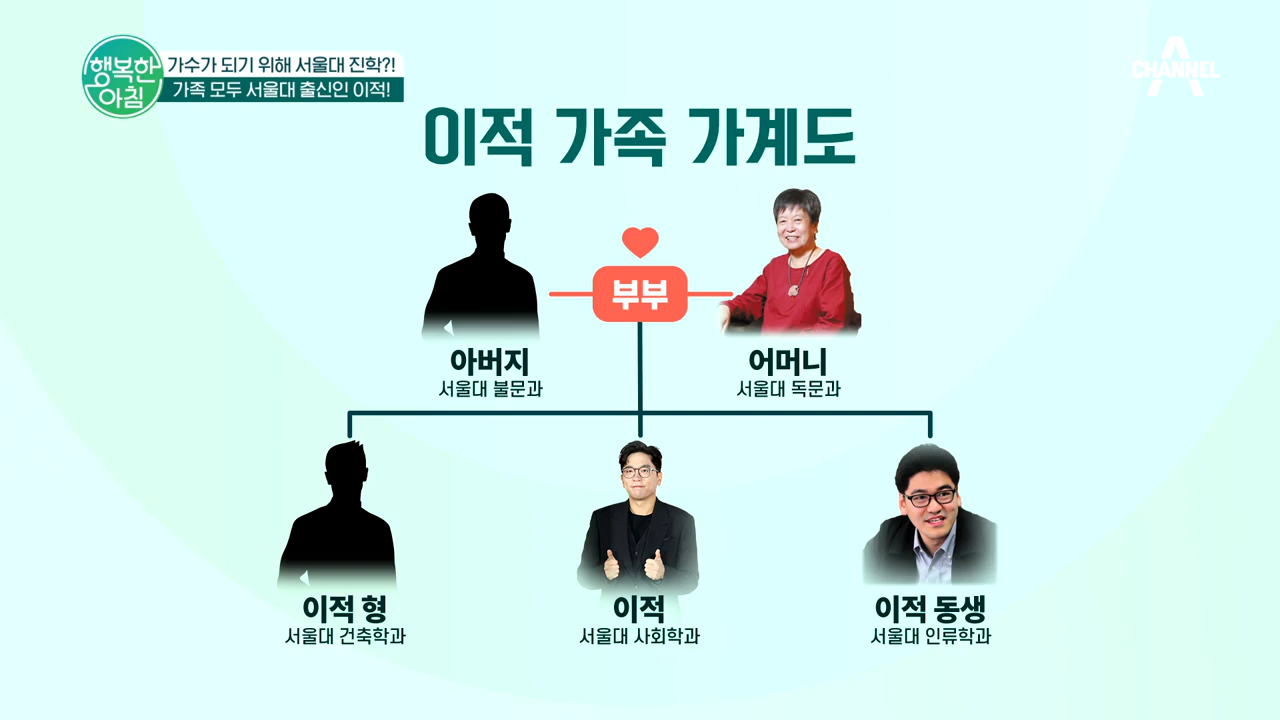 행복한
아침
가수가 되기 위해 서울대 진학?!
가족 모두 서울대 출신인 이적!
CHANNEL A
이적 가족 가계도
부부
아버지
서울대 불문과
어머니
서울대 독문과
이적 형
서울대 건축학과
이적
서울대 사회학과
이적 동생
서울대 인류학과